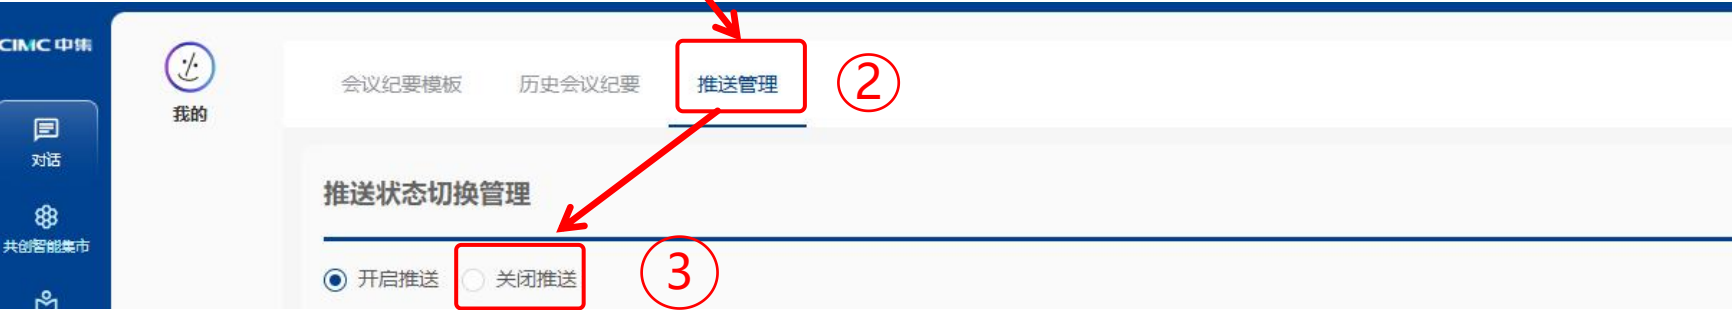 CIMC 中集
对话
共创智能集市
我的
会议纪要模板 历史会议纪要 推送管理 ②
推送状态切换管理
开启推送 关闭推送 ③